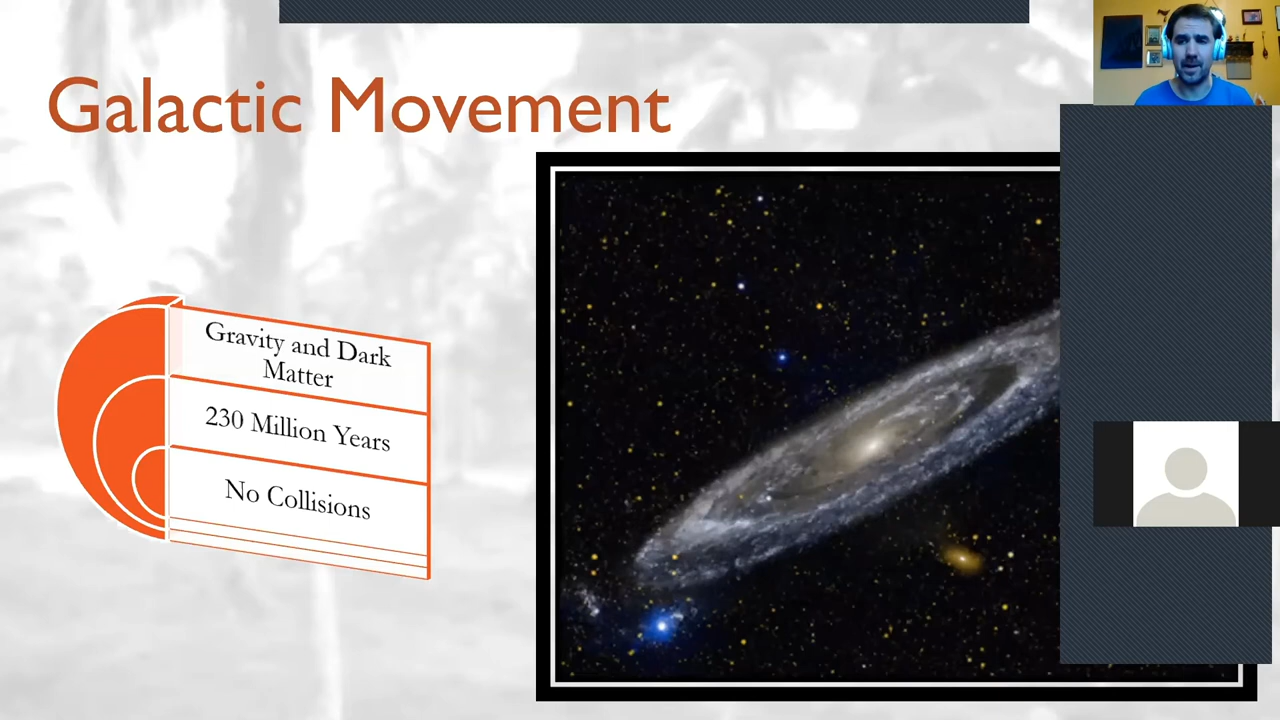 Galactic Movement
Gravity and Dark
Matter
230 Million Years
No Collisions